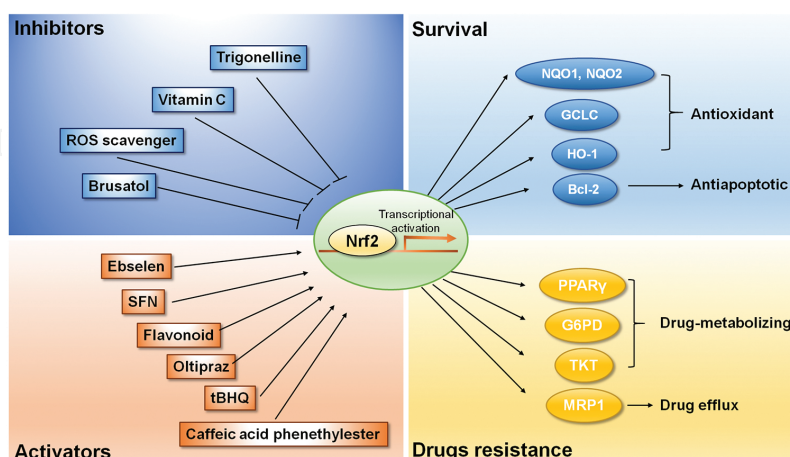 Inhibitors
Trigonelline
Vitamin C
ROS scavenger
Brusatol
Survival
NQO1, NQO2
GCLC
HO-1
Bcl-2
Antioxidant
Antiapoptotic
Transcriptional
activation
Nrf2
Ebselen
SFN
Flavonoid
Oltipraz
tBHQ
Caffeic acid phenethylester
Activators
PPARγ
G6PD
TKT
MRP1
Drug-metabolizing
Drug efflux
Drugs resistance